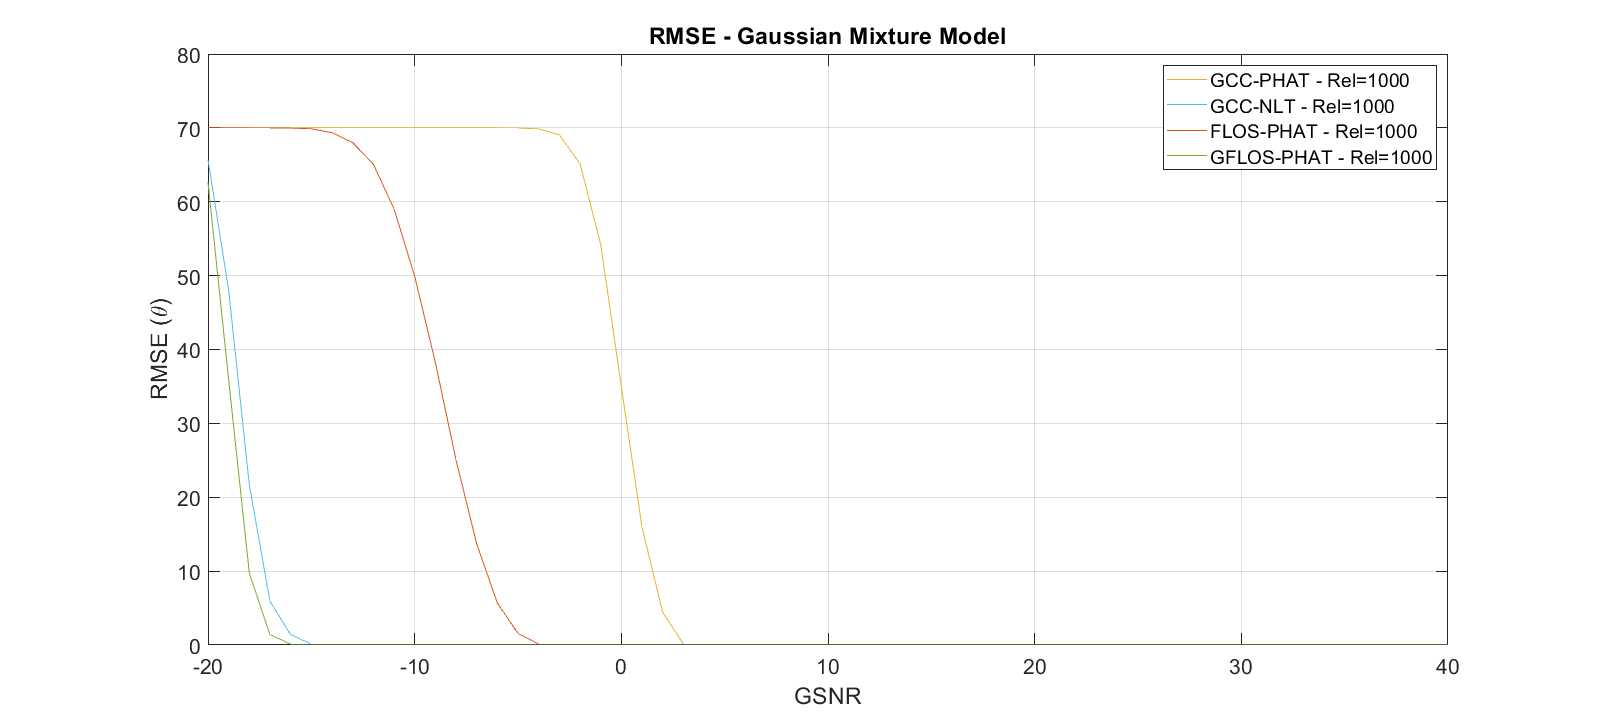 RMSE - Gaussian Mixture Model
80
70
60
50
40
30
20
10
0
RMSE (θ)
GCC-PHAT - Rel=1000
GCC-NLT - Rel=1000
FLOS-PHAT - Rel=1000
GFLOS-PHAT - Rel=1000
-20 -10 0 10 20 30 40
GSNR